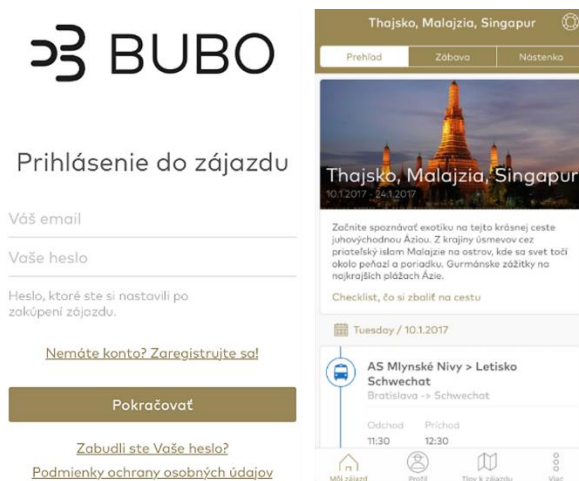 BUBO
Prihlásenie do zájazdu
Váš email
Vaše heslo
Heslo, ktoré ste si nastavili po
zakúpení zájazdu.
Nemáte konto? Zaregistrujte sa!
Pokračovať
Zabudli ste Vaše heslo?
Podmienky ochrany osobných údajov
Thajsko, Malajzia, Singapur
Prehľad Zábava Nástenka
Thajsko, Malajzia, Singapur
10.1.2017 - 24.1.2017
Začnite spoznávať exotiku na tejto krásnej ceste
juhovýchodnou Áziou. Z krajiny úsmevov cez
priateľský islam Malajzie na ostrov, kde sa svet točí
okolo peňazí a poriadku. Gurmánske zážitky na
najkrajších plážach Ázie.
Checklist, čo si zbaliť na cestu
Tuesday / 10.1.2017
AS Mlynské Nivy > Letisko
Schwechat
Bratislava -> Schwechat
Odchod Príchod
11:30 12:30
Môj zájazd Profil Tipy k zájazdu Viac